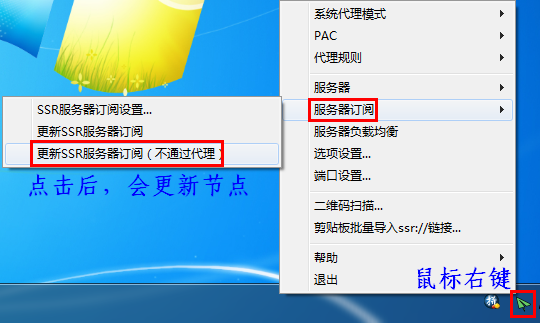 系统代理模式
PAC
代理规则
服务器
服务器订阅
服务器负载均衡
选项设置...
端口设置...
二维码扫描...
剪贴板批量导入ssr://链接...
帮助
退出
SSR服务器订阅设置...
更新SSR服务器订阅
更新SSR服务器订阅（不通过代理）
点击后，会更新节点
鼠标右键